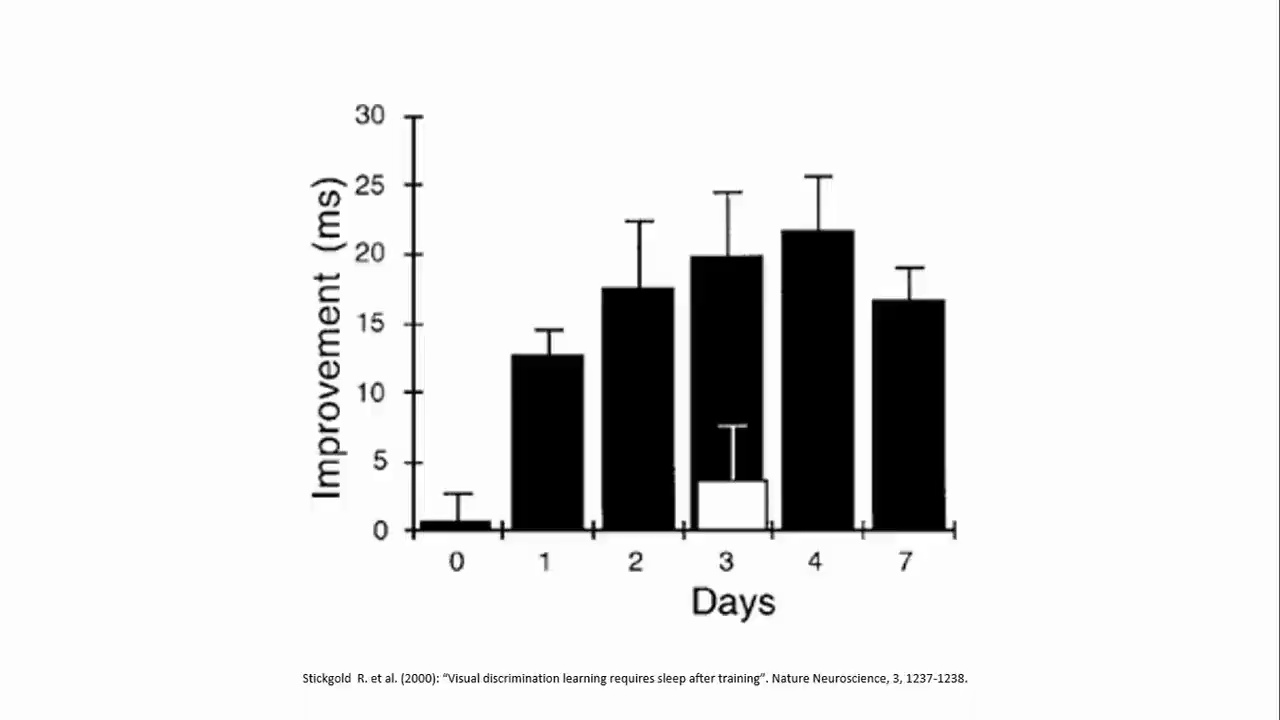 30
25
20
15
10
5
0
Improvement (ms)
0 1 2 3 4 7
Days
Stickgold R. et al. (2000): “Visual discrimination learning requires sleep after training”. Nature Neuroscience, 3, 1237-1238.